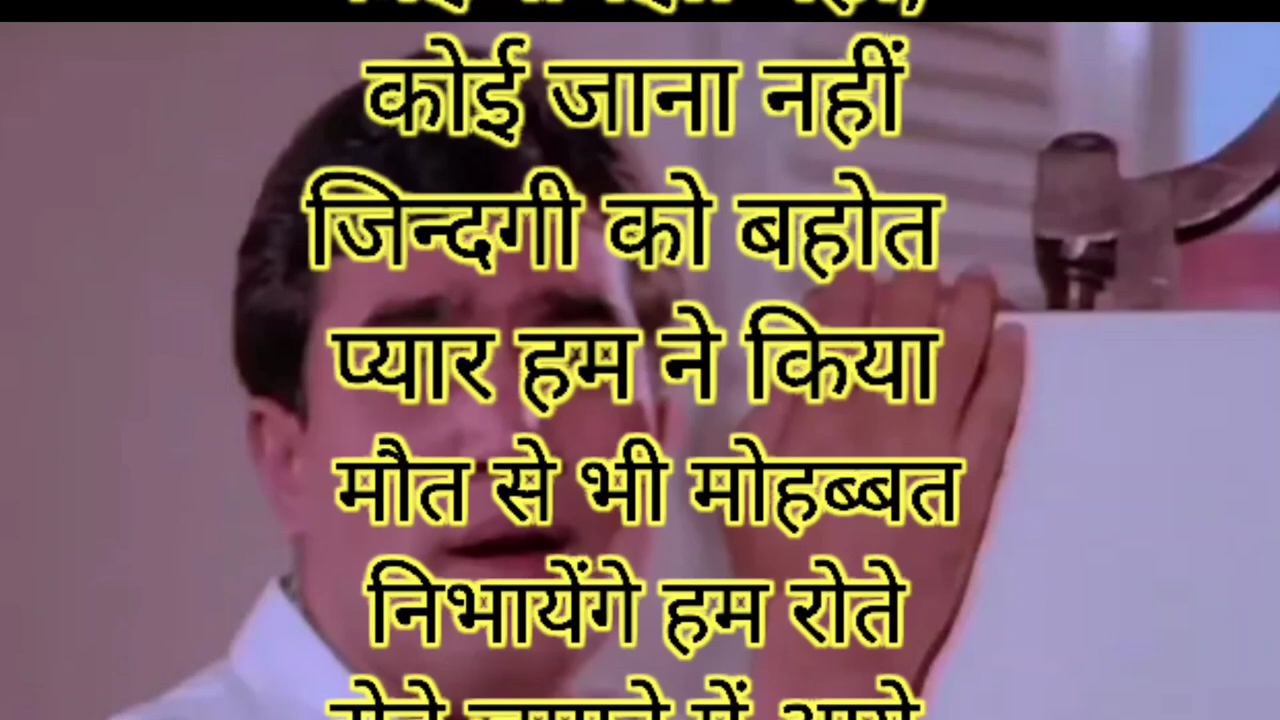 कोई जाना नहीं
जिन्दगी को बहोत
प्यार हम ने किया
मौत से भी मोहब्बत
निभायेंगे हम रोते